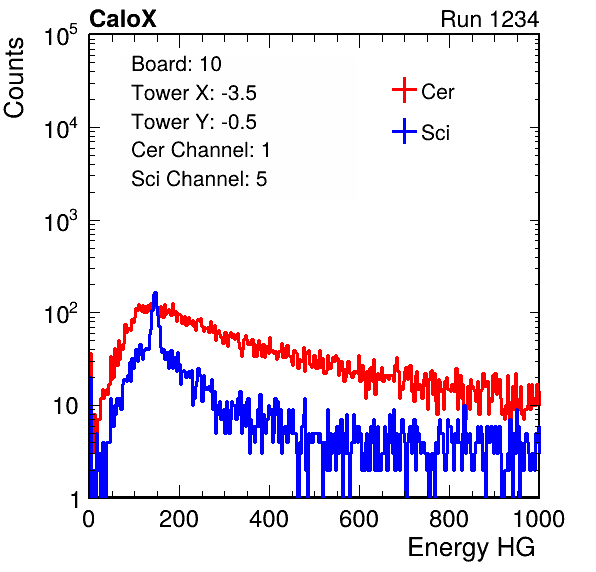 CaloX Run 1234
Counts
10^5
10^4
10^3
10^2
10
1
Board: 10
Tower X: -3.5
Tower Y: -0.5
Cer Channel: 1
Sci Channel: 5
Cer
Sci
0 200 400 600 800 1000
Energy HG